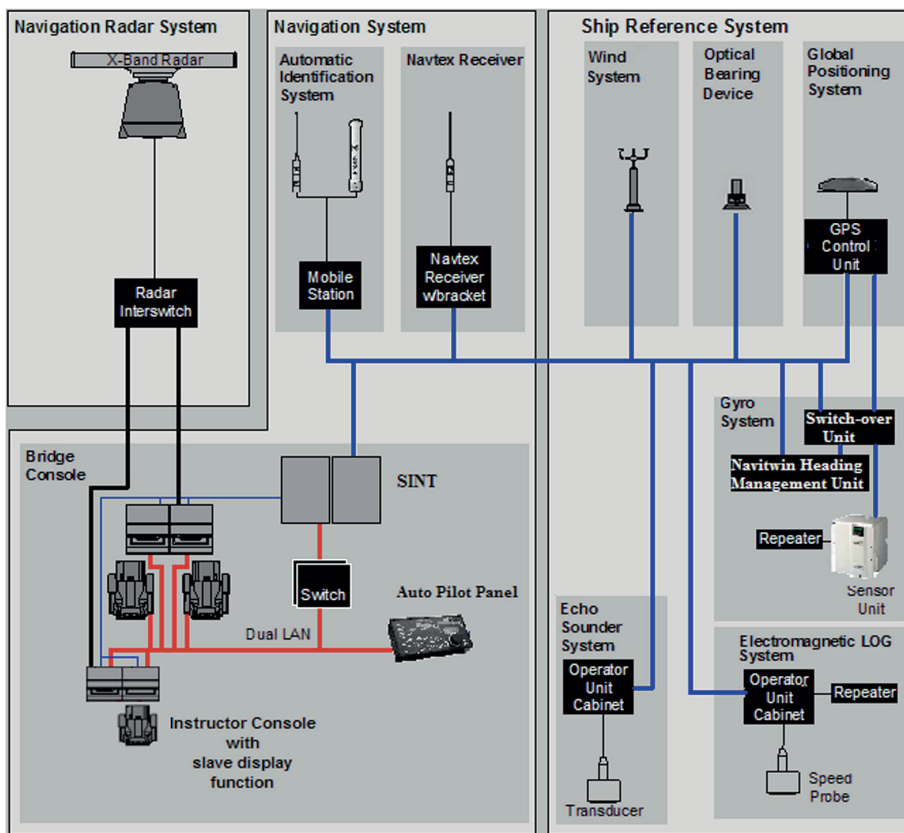 Navigation Radar System
X-Band Radar
Radar
Interswitch
Navigation System
Automatic
Identification
System
Mobile
Station
Navtex Receiver
Navtex
Receiver
w/bracket
Ship Reference System
Wind
System
Optical
Bearing
Device
Global
Positioning
System
GPS
Control
Unit
Gyro
System
Switch-over
Unit
Navitwin Heading
Management Unit
Repeater
Sensor
Unit
Bridge
Console
SINT
Switch
Auto Pilot Panel
Dual LAN
Instructor Console
with
slave display
function
Echo
Sounder
System
Operator
Unit
Cabinet
Transducer
Electromagnetic LOG
System
Operator
Unit
Cabinet
Repeater
Speed
Probe